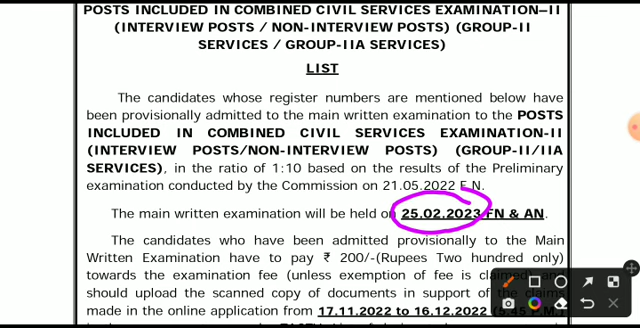 POSTS INCLUDED IN COMBINED CIVIL SERVICES EXAMINATION–II
(INTERVIEW POSTS / NON-INTERVIEW POSTS) (GROUP-II
SERVICES / GROUP-IIA SERVICES)
LIST
The candidates whose register numbers are mentioned below have
been provisionally admitted to the main written examination to the POSTS
INCLUDED IN COMBINED CIVIL SERVICES EXAMINATION-II
(INTERVIEW POSTS/NON-INTERVIEW POSTS) (GROUP-II/IIA
SERVICES), in the ratio of 1:10 based on the results of the Preliminary
examination conducted by the Commission on 21.05.2022 F.N.
The main written examination will be held on 25.02.2023 FN & AN.
The candidates who have been admitted provisionally to the Main
Written Examination have to pay ₹ 200/-(Rupees Two hundred only)
towards the examination fee (unless exemption of fee is claimed) and
should upload the scanned copy of documents in support of the claims
made in the online application from 17.11.2022 to 16.12.2022 (5.45 P.M.)